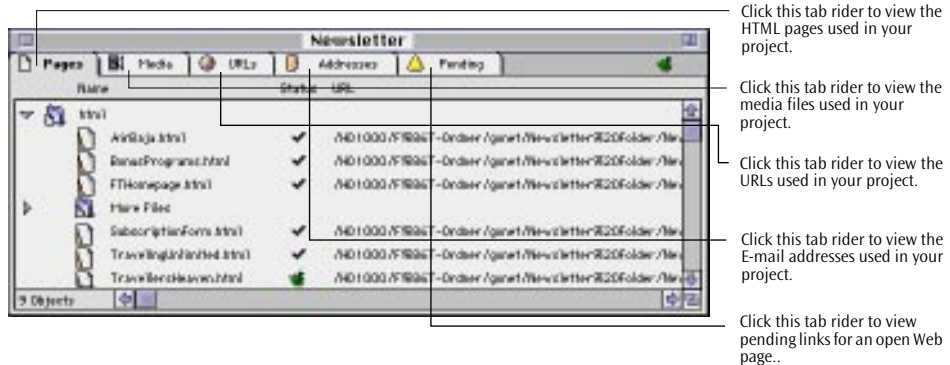 Newsletter
Pages Media URLs Addresses Pending
Name Status URL
html
AirBaja.html
BonusPrograms.html
FTHomepage.html
More Files
SubscriptionForm.html
TravelingUnlimited.html
TravellersHeaven.html
9 Objects
Click this tab rider to view the
HTML pages used in your
project.
Click this tab rider to view the
media files used in your
project.
Click this tab rider to view the
URLs used in your project.
Click this tab rider to view the
E-mail addresses used in your
project.
Click this tab rider to view
pending links for an open Web
page..